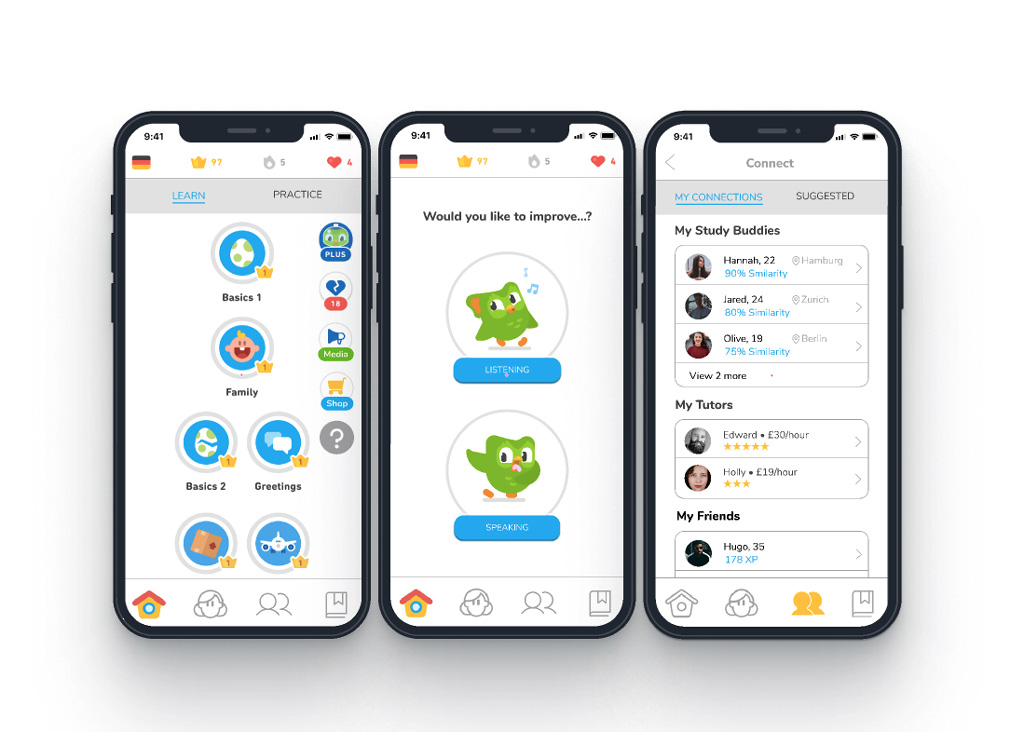 9:41
97
5
4
LEARN
PRACTICE
PLUS
Basics 1
18
Media
Family
Shop
?
Basics 2
Greetings
1
1
1
1
1
1
9:41
97
5
4
Would you like to improve...?
LISTENING
SPEAKING
9:41
Connect
MY CONNECTIONS
SUGGESTED
My Study Buddies
Hannah, 22
Hamburg
90% Smilarity
Jared, 24
Zurich
80% Similarity
Olive, 19
Berlin
75% Similarity
View 2 more
My Tutors
Edward • £30/hour
Holly • £19/hour
My Friends
Hugo, 35
178 XP